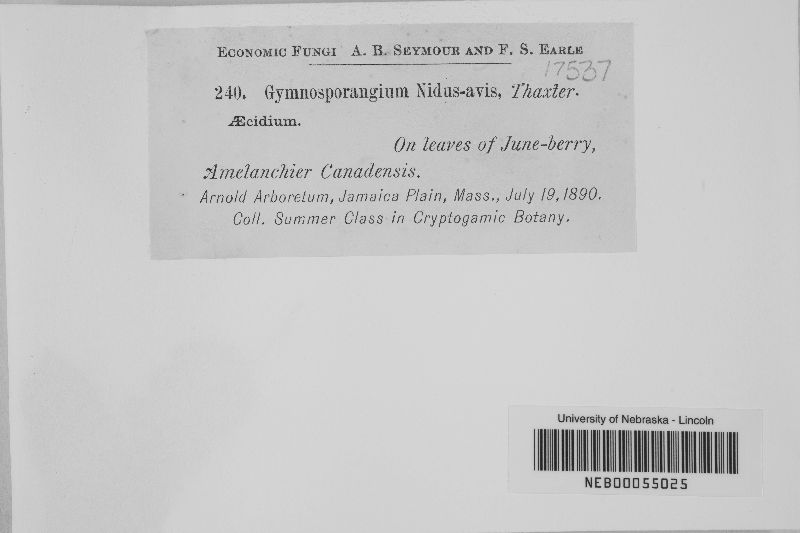 Economic Fungi A. B. Seymour and F. S. Earle
17537
240. Gymnosporangium Nidus-avis, Thaxter.
Æcidium.
On leaves of June-berry,
Amelanchier Canadensis.
Arnold Arboretum, Jamaica Plain, Mass., July 19, 1890.
Coll. Summer Class in Cryptogamic Botany.
University of Nebraska - Lincoln
NEB00055025